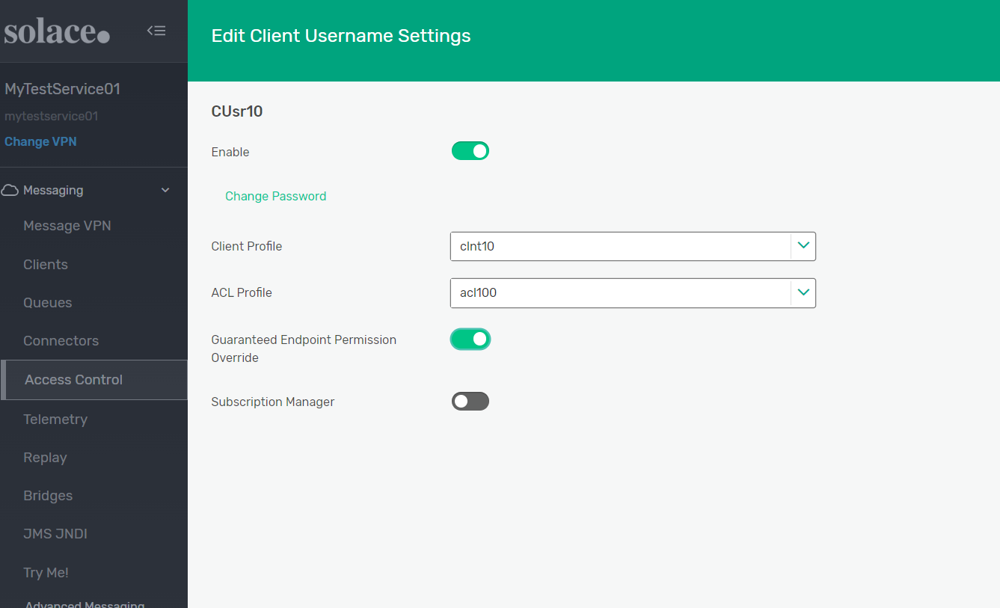 solace.
Edit Client Username Settings
MyTestService01
mytestservice01
Change VPN
Messaging
Message VPN
Clients
Queues
Connectors
Access Control
Telemetry
Replay
Bridges
JMS JNDI
Try Me!
Advanced Messaging
CUsr10
Enable
Change Password
Client Profile
clnt10
ACL Profile
acl100
Guaranteed Endpoint Permission
Override
Subscription Manager